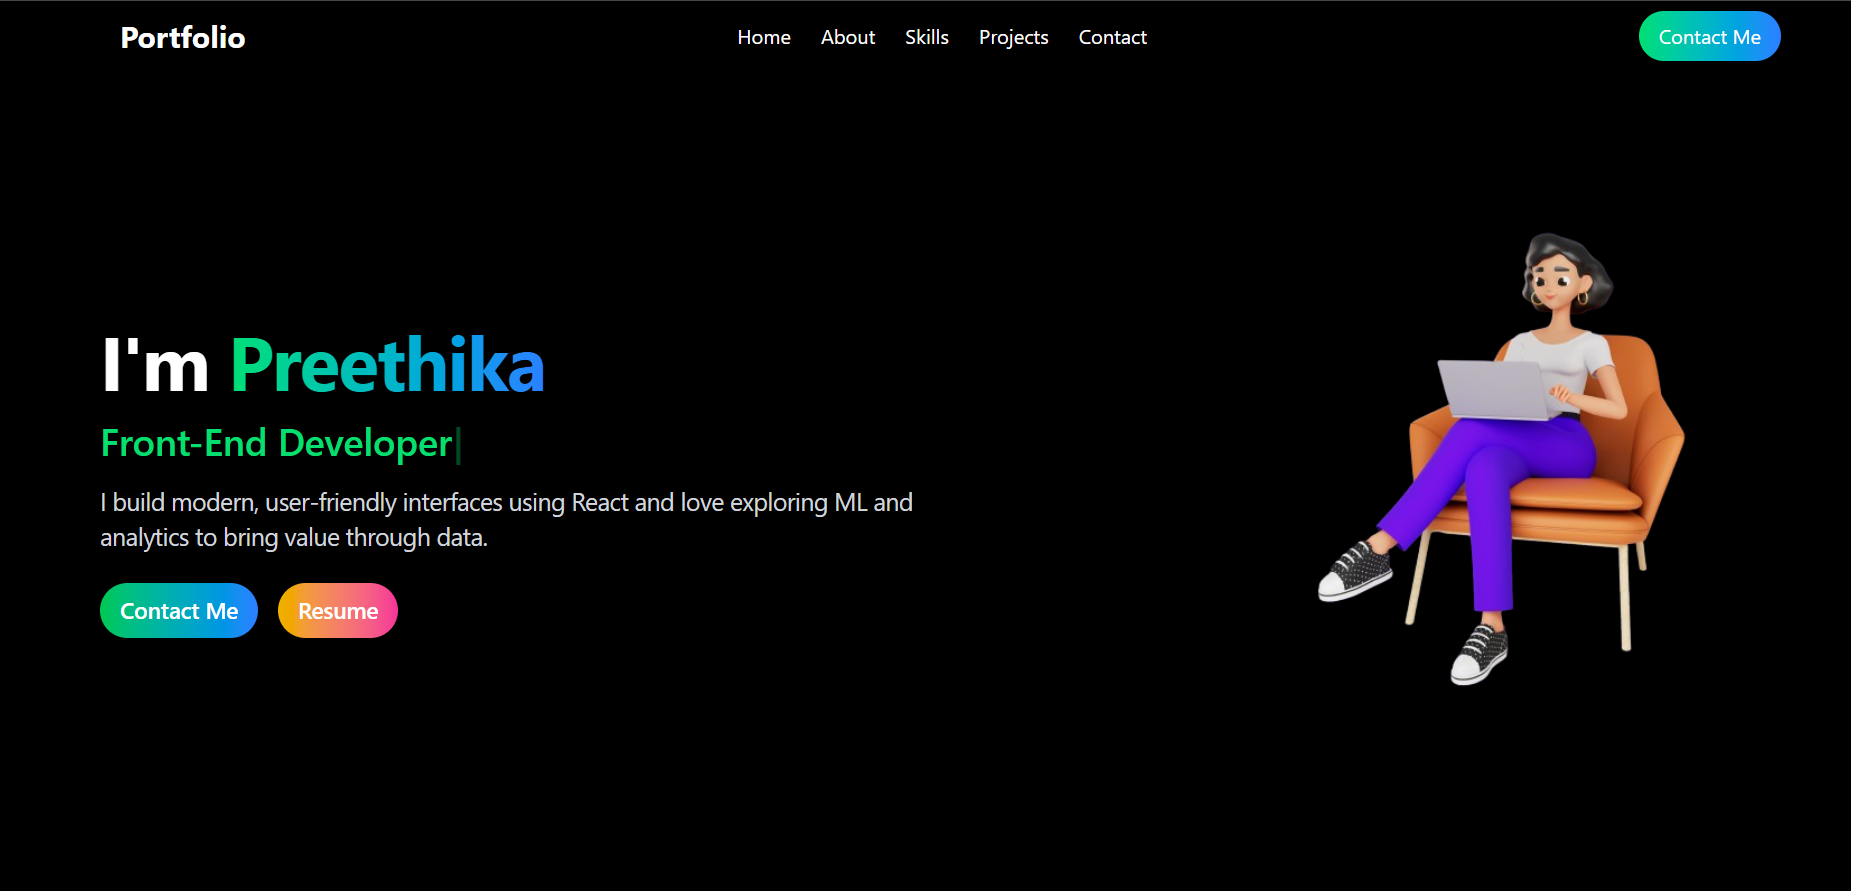 Portfolio
Home About Skills Projects Contact
Contact Me
I'm Preethika
Front-End Developer|
I build modern, user-friendly interfaces using React and love exploring ML and
analytics to bring value through data.
Contact Me Resume